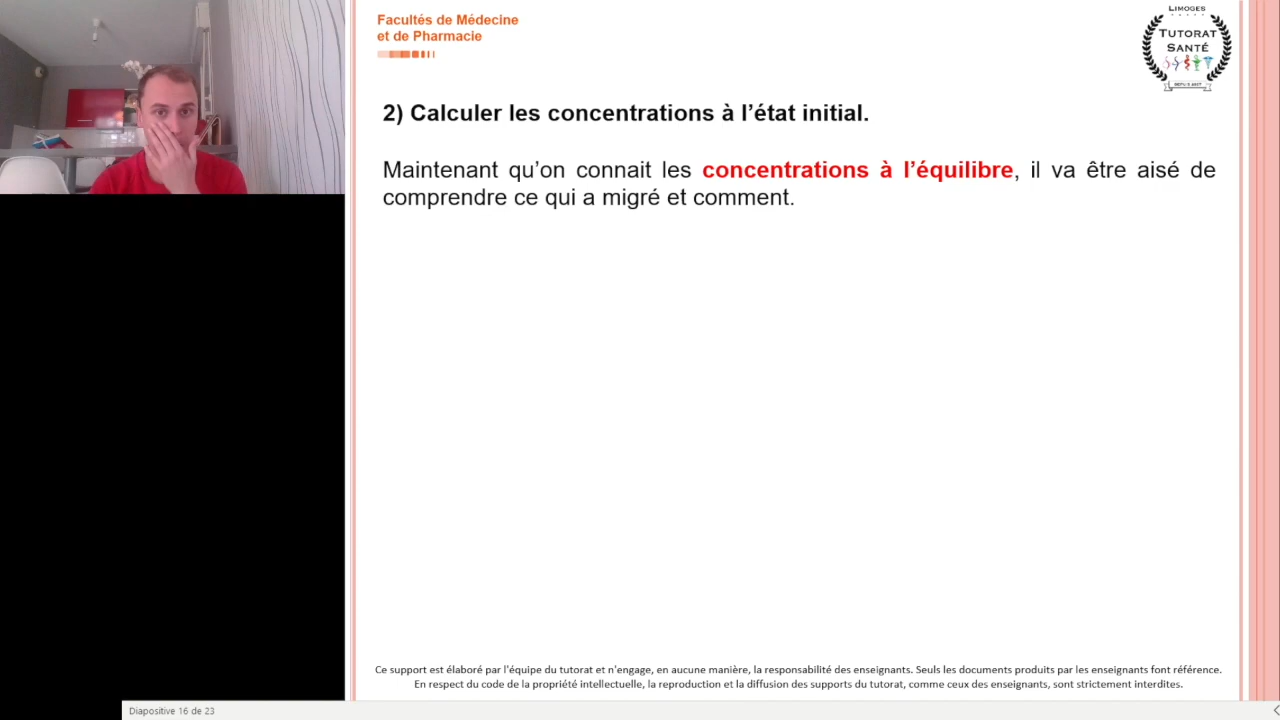 Facultés de Médecine
et de Pharmacie
LIMOGES
TUTORAT
SANTÉ
DEPUIS 2007
2) Calculer les concentrations à l’état initial.
Maintenant qu’on connait les concentrations à l’équilibre, il va être aisé de
comprendre ce qui a migré et comment.
Ce support est élaboré par l'équipe du tutorat et n'engage, en aucune manière, la responsabilité des enseignants. Seuls les documents produits par les enseignants font référence.
En respect du code de la propriété intellectuelle, la reproduction et la diffusion des supports du tutorat, comme ceux des enseignants, sont strictement interdites.
Diapositive 16 de 23